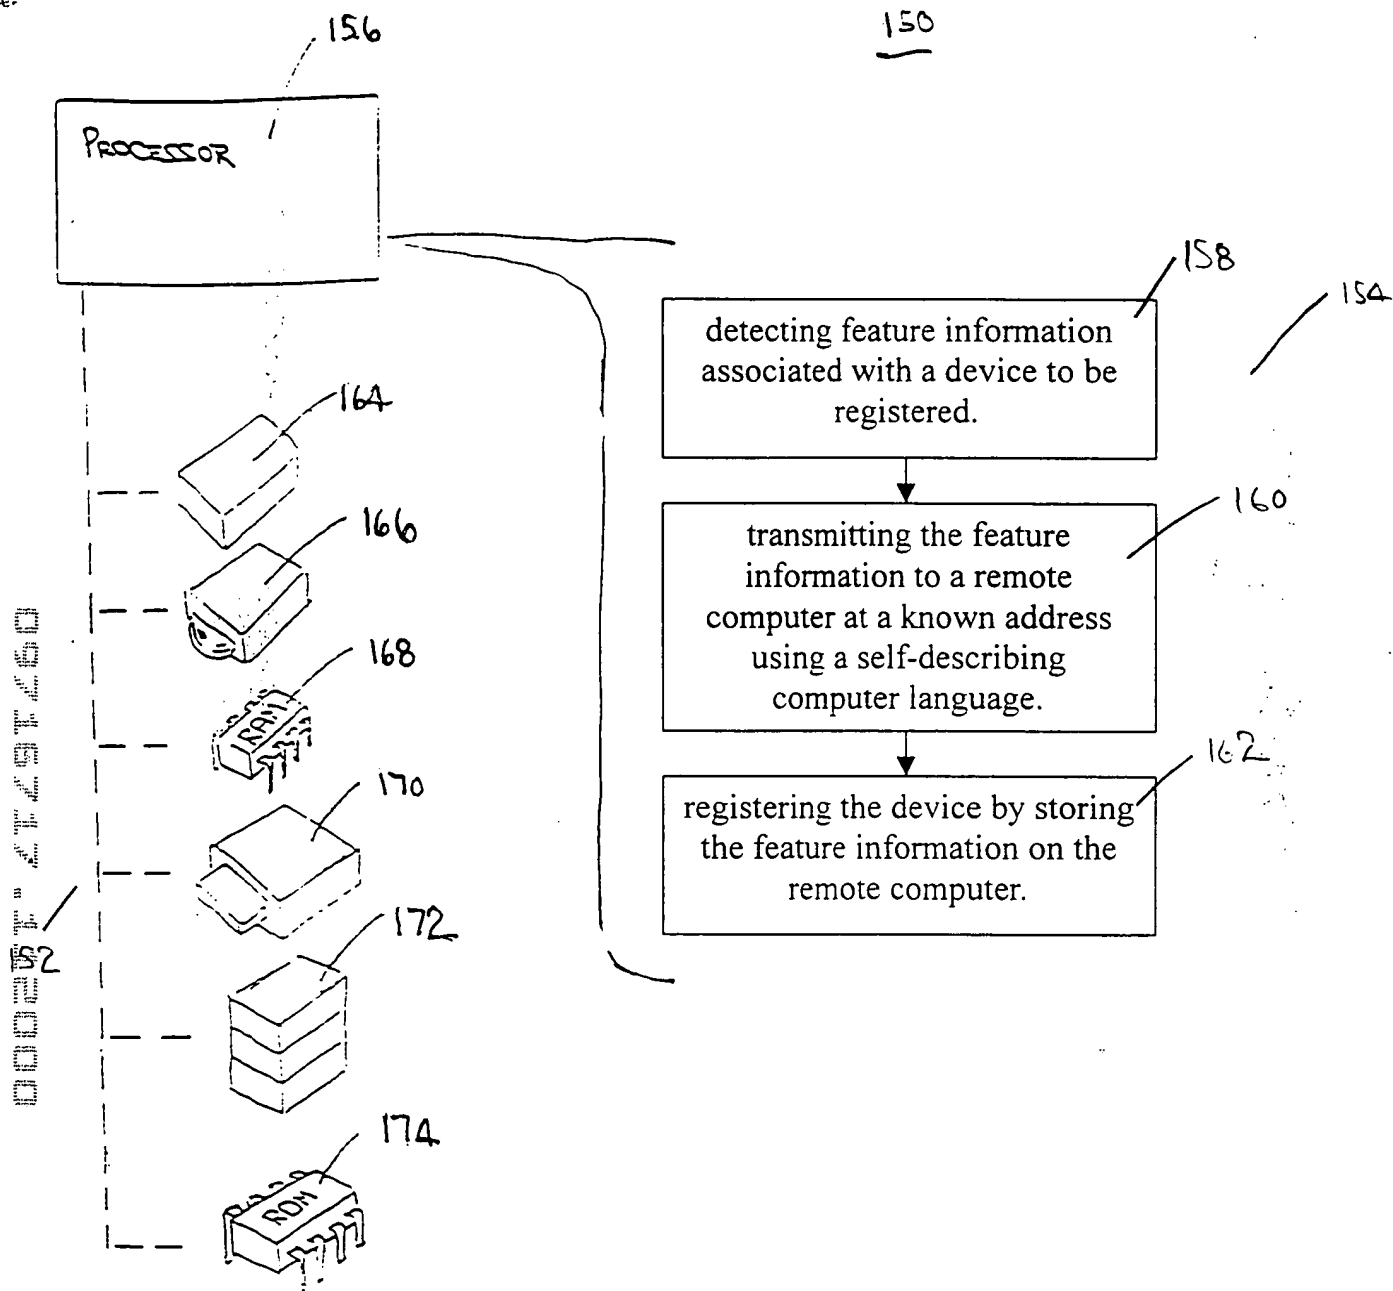 156
150
PROCESSOR
158
154
detecting feature information
associated with a device to be
registered.
164
160
transmitting the feature
information to a remote
computer at a known address
using a self-describing
computer language.
166
168
RAM
162
170
registering the device by storing
the feature information on the
remote computer.
172
152
174
ROM